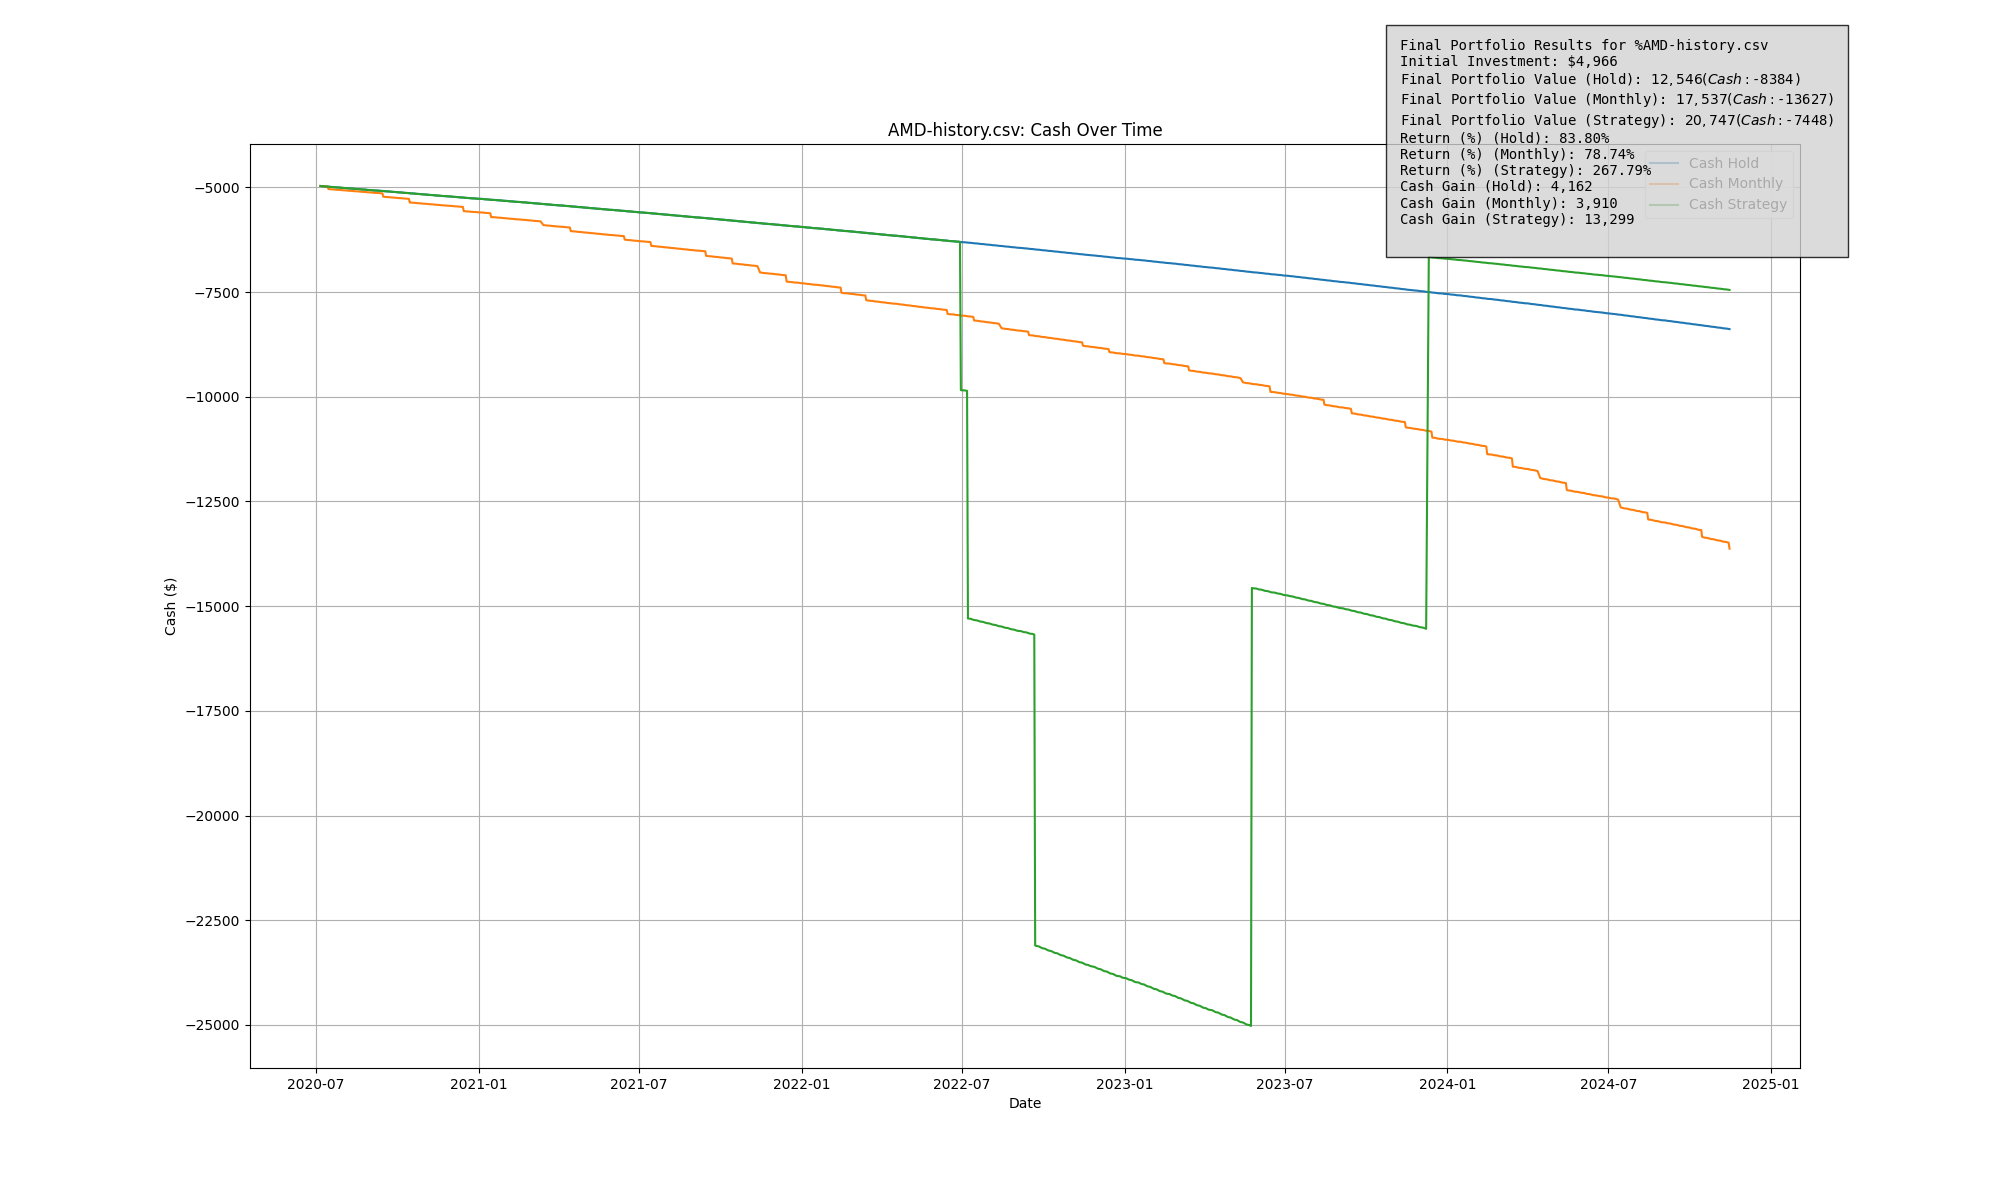 Final Portfolio Results for %AMD-history.csv
Initial Investment: $4,966
Final Portfolio Value (Hold): 12,546(Cash:-8384)
Final Portfolio Value (Monthly): 17,537(Cash:-13627)
Final Portfolio Value (Strategy): 20,747(Cash:-7448)
Return (%) (Hold): 83.80%
Return (%) (Monthly): 78.74%
Return (%) (Strategy): 267.79%
Cash Gain (Hold): 4,162
Cash Gain (Monthly): 3,910
Cash Gain (Strategy): 13,299
AMD-history.csv: Cash Over Time
Cash Hold
Cash Monthly
Cash Strategy
−5000
−7500
−10000
−12500
−15000
−17500
−20000
−22500
−25000
Cash ($)
2020-07
2021-01
2021-07
2022-01
2022-07
2023-01
2023-07
2024-01
2024-07
2025-01
Date